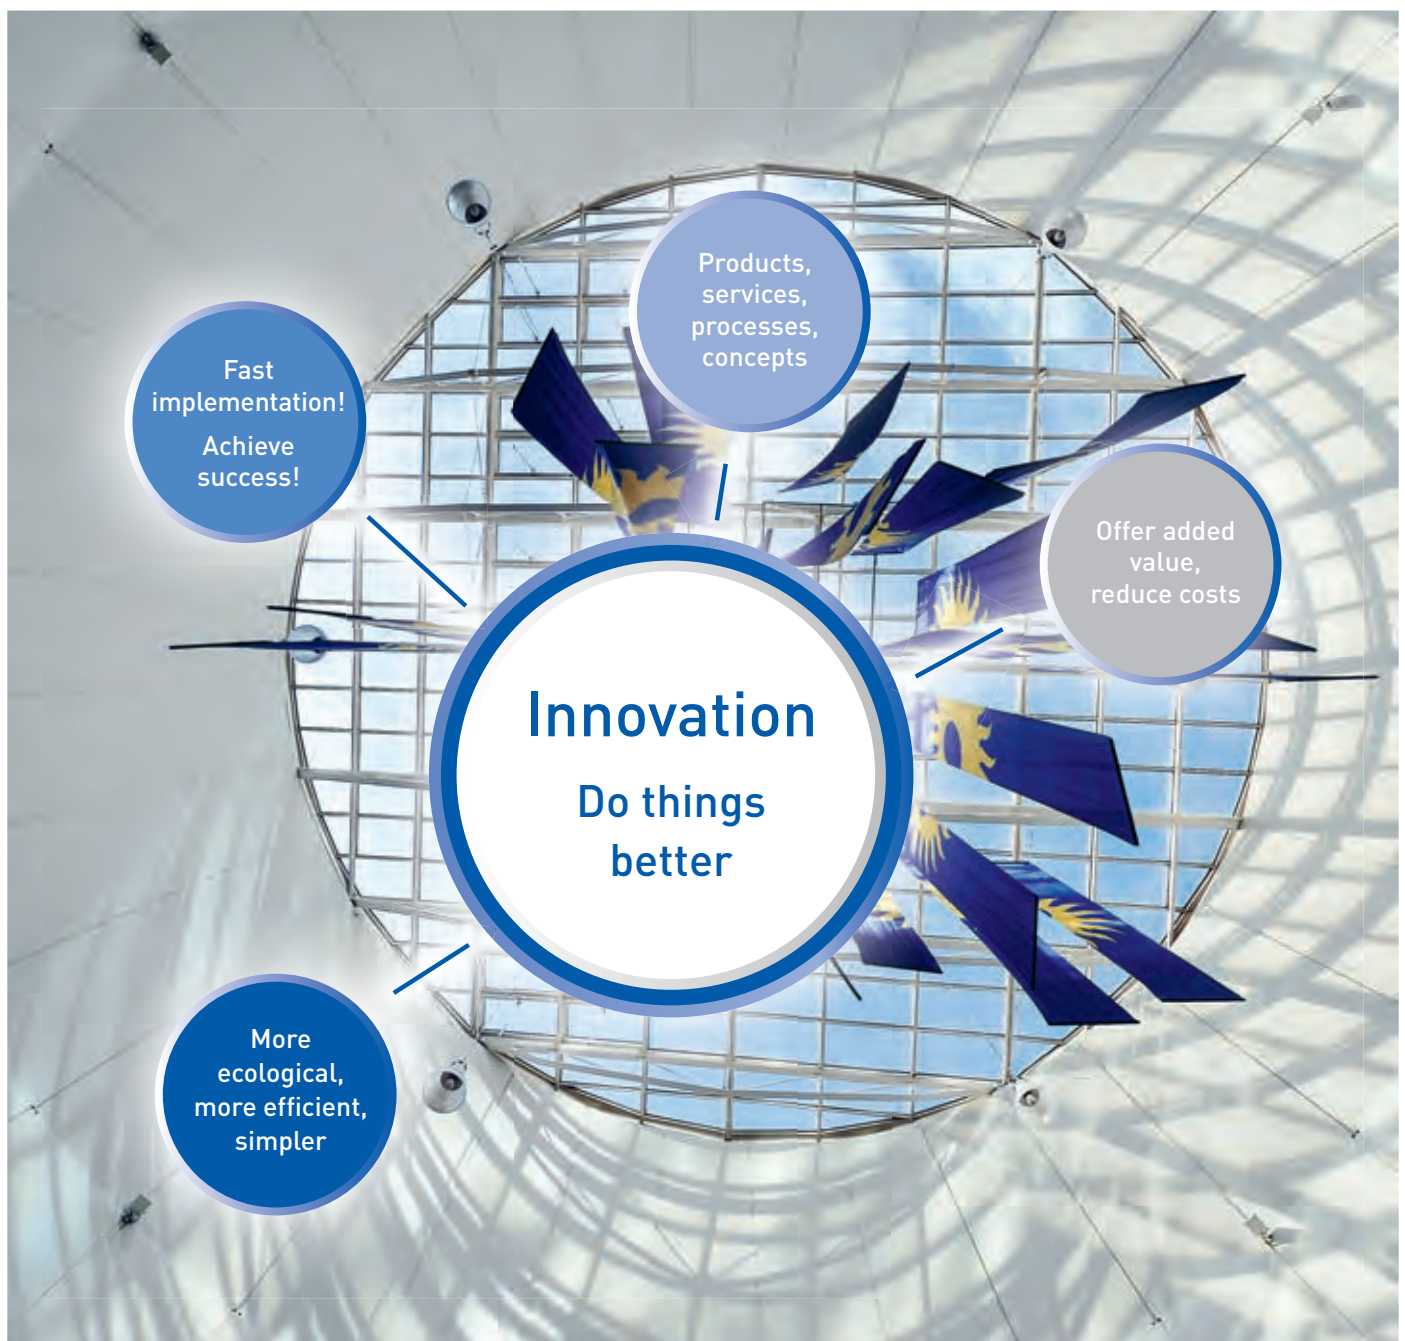 Products,
services,
processes,
concepts
Fast
implementation!
Achieve
success!
Offer added
value,
reduce costs
Innovation
Do things
better
More
ecological,
more efficient,
simpler